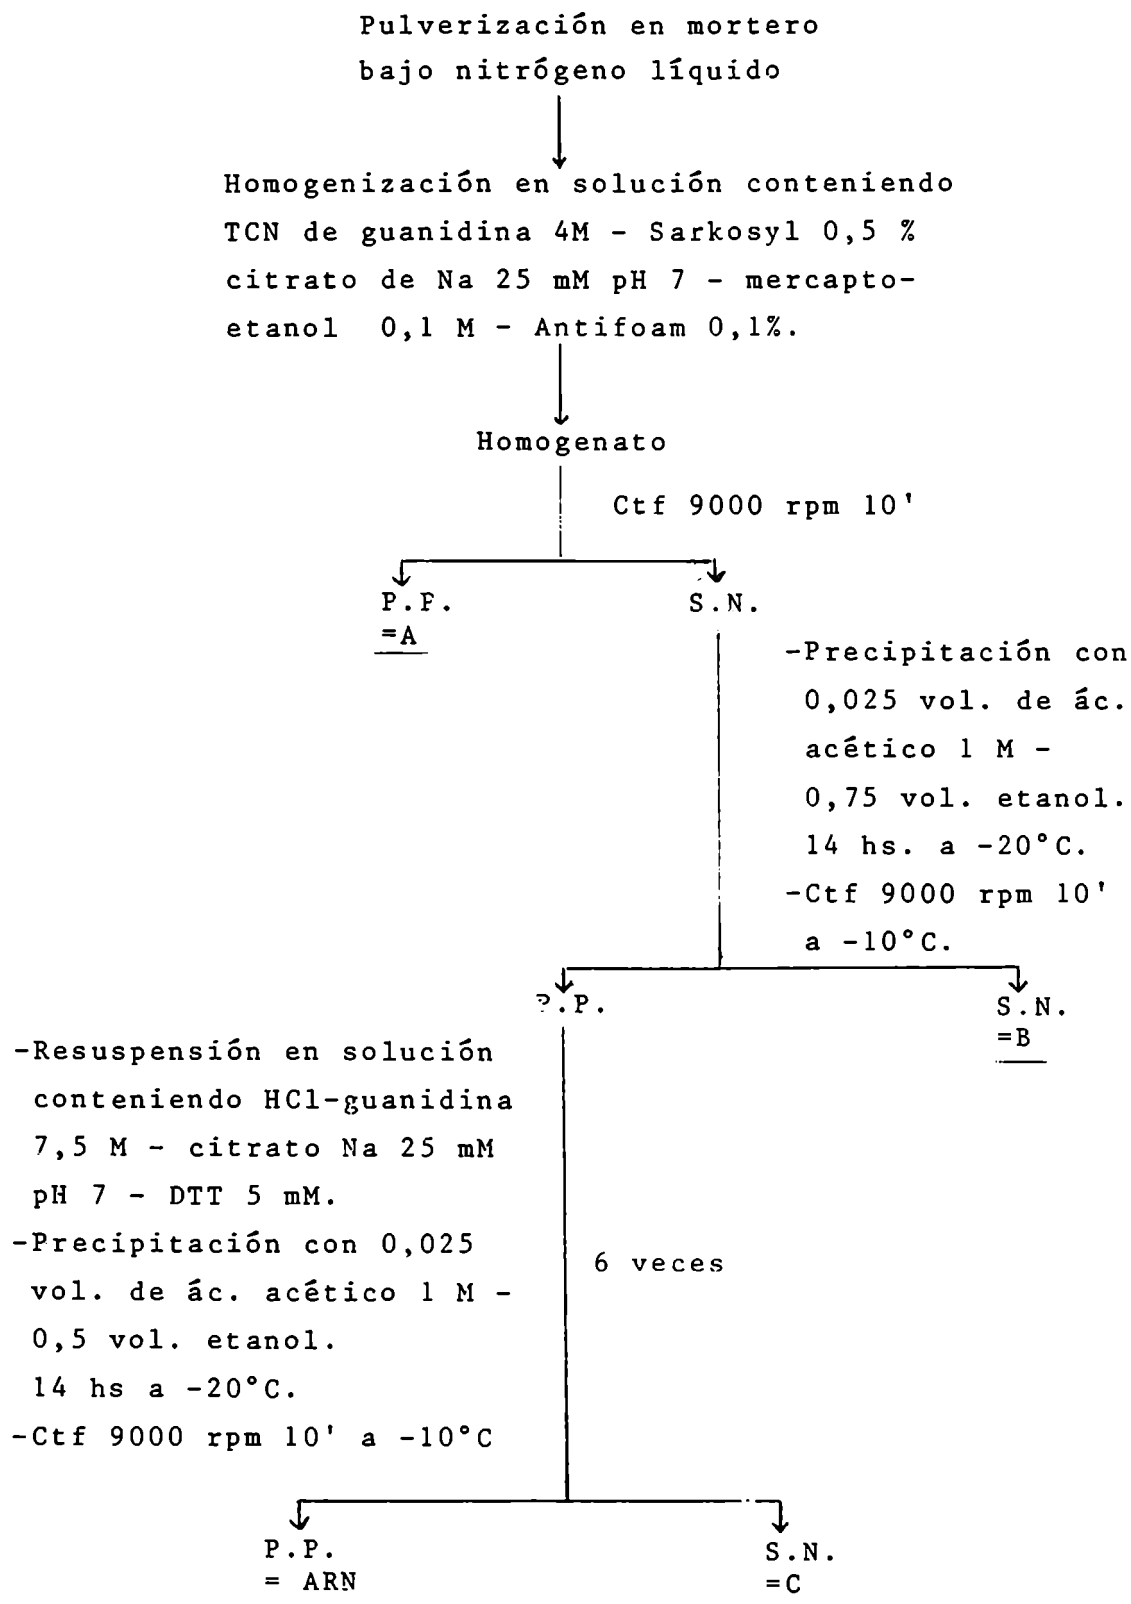 Pulverización en mortero
bajo nitrógeno líquido
Homogenización en solución conteniendo
TCN de guanidina 4M - Sarkosyl 0,5 %
citrato de Na 25 mM pH 7 - mercapto-
etanol 0,1 M - Antifoam 0,1%.
Homogenato
Ctf 9000 rpm 10'
P.P.
=A
S.N.
-Precipitación con
0,025 vol. de ác.
acético 1 M -
0,75 vol. etanol.
14 hs. a -20°C.
-Ctf 9000 rpm 10'
a -10°C.
P.P.
S.N.
=B
-Resuspensión en solución
conteniendo HCl-guanidina
7,5 M - citrato Na 25 mM
pH 7 - DTT 5 mM.
-Precipitación con 0,025
vol. de ác. acético 1 M -
0,5 vol. etanol.
14 hs a -20°C.
-Ctf 9000 rpm 10' a -10°C
6 veces
P.P.
= ARN
S.N.
=C